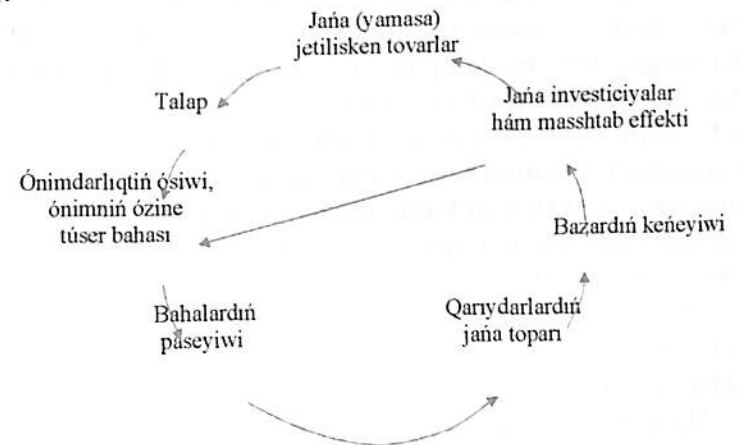 Jańa (yamasa)
jetilisken tovarlar
Talap
Jańa investiciyalar
hám masshtab effekti
Ónimdarlıqtiń ósiwi,
ónimniń ózine
túser bahası
Bazardıń keńeyiwi
Bahalardıń
páseyiwi
Qarıydarlardıń
jańa toparı